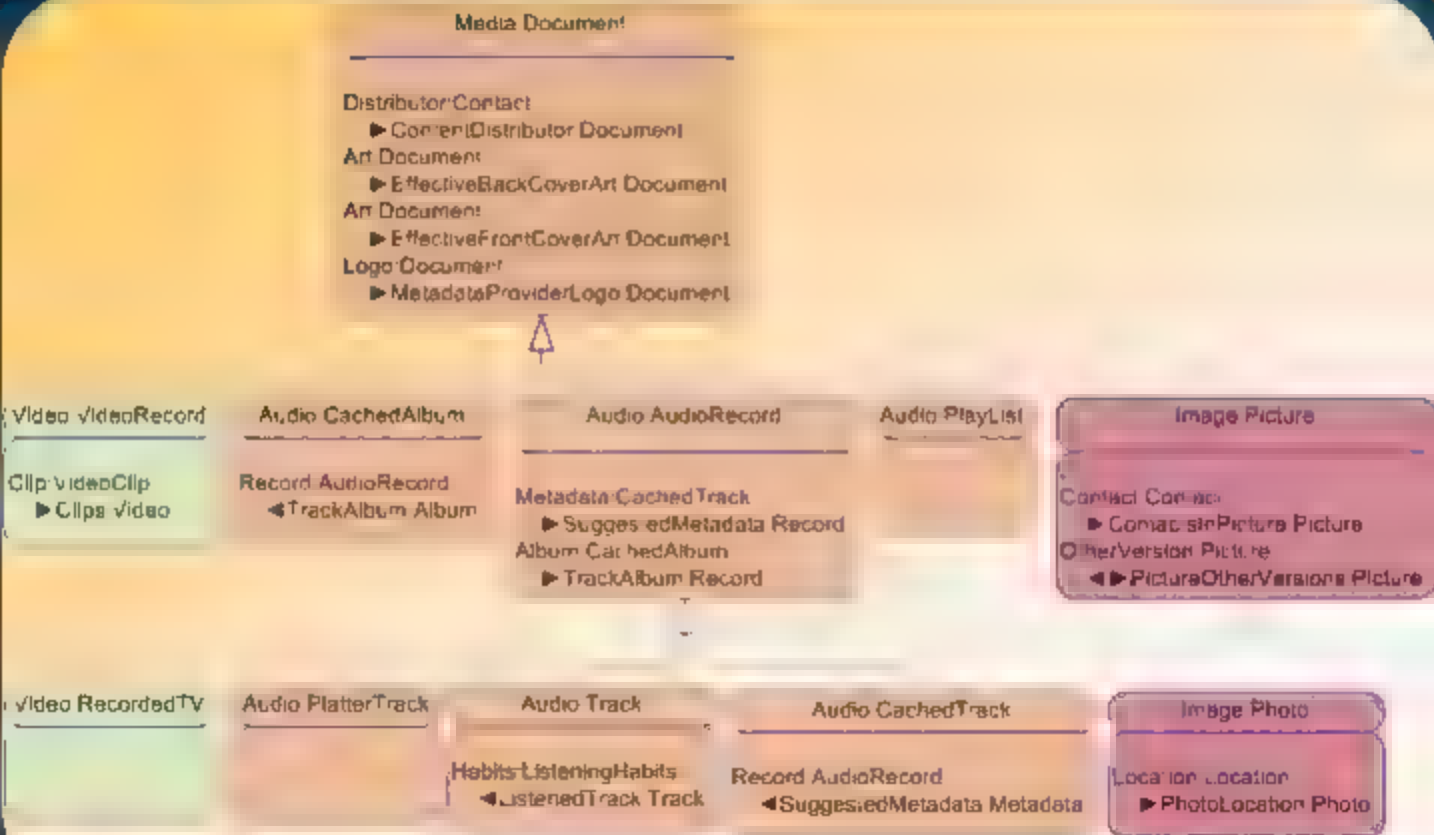 Media Document
Distributor:Contact
▶ContentDistributor Document
Art Document
▶EffectiveBackCoverArt Document
Art Document
▶EffectiveFrontCoverArt Document
Logo:Document
▶MetadataProviderLogo Document
Video VideoRecord
Clip:VideoClip
▶Clips Video
Audio CachedAlbum
Record AudioRecord
◀TrackAlbum Album
Audio AudioRecord
Metadata:CachedTrack
▶SuggestedMetadata Record
Album CachedAlbum
▶TrackAlbum Record
Audio PlayList
Image Picture
Contact Contact
▶ContactsInPicture Picture
OtherVersion Picture
◀▶PictureOtherVersions Picture
Video RecordedTV
Audio PlatterTrack
Audio Track
Habits ListeningHabits
◀ListenedTrack Track
Audio CachedTrack
Record AudioRecord
◀SuggestedMetadata Metadata
Image Photo
Location Location
▶PhotoLocation Photo